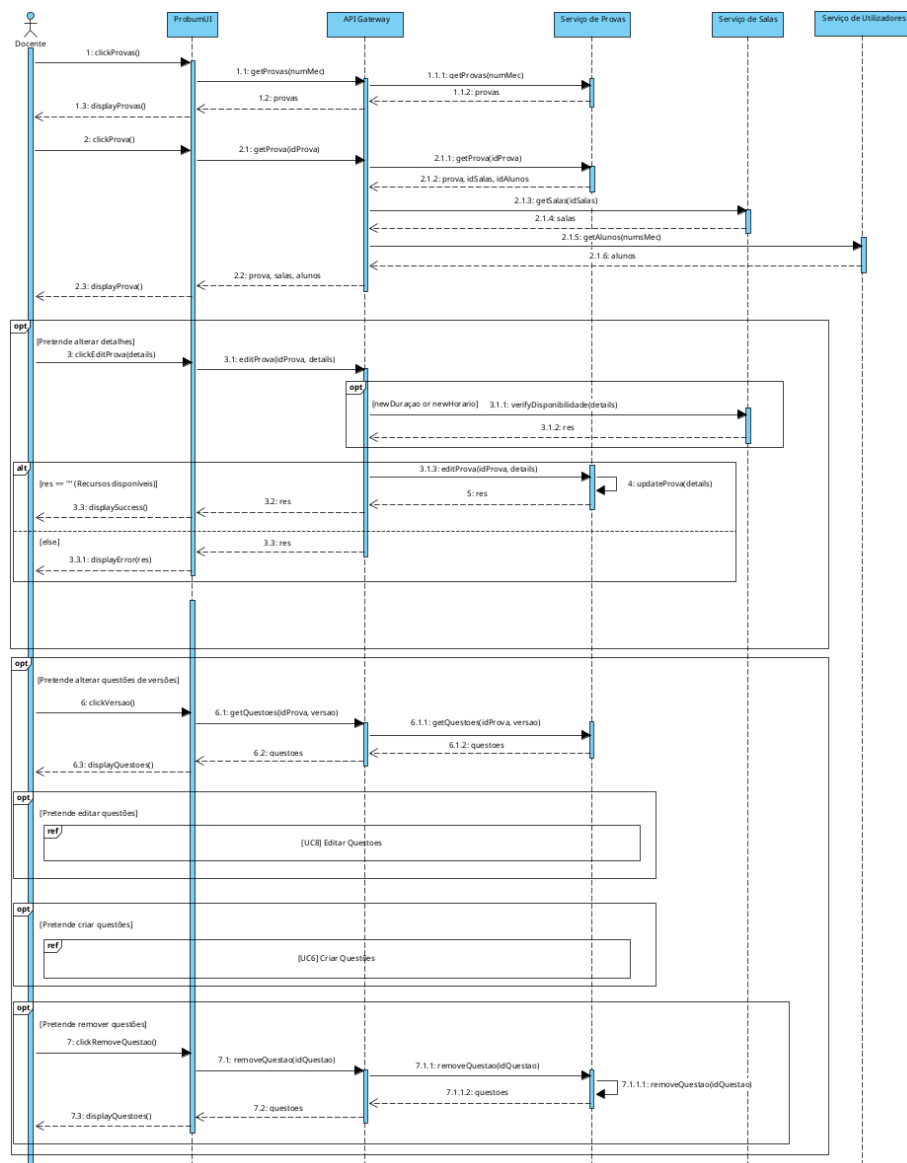 ProbumUI
API Gateway
Serviço de Provas
Serviço de Salas
Serviço de Utilizadores
Docente
1: clickProvas()
1.1: getProvas(numMec)
1.1.1: getProvas(numMec)
1.1.2: provas
1.2: provas
1.3: displayProvas()
2: clickProva()
2.1: getProva(idProva)
2.1.1: getProva(idProva)
2.1.2: prova, idSalas, idAlunos
2.1.3: getSalas(idSalas)
2.1.4: salas
2.1.5: getAlunos(numsMec)
2.1.6: alunos
2.2: prova, salas, alunos
2.3: displayProva()
opt
[Pretende alterar detalhes]
3: clickEditProva(details)
3.1: editProva(idProva, details)
opt
[newDuraçao or newHorario]
3.1.1: verifyDisponibilidade(details)
3.1.2: res
alt
3.1.3: editProva(idProva, details)
[res == "" (Recursos disponíveis)]
4: updateProva(details)
5: res
3.2: res
3.3: displaySuccess()
[else]
3.3: res
3.3.1: displayError(res)
opt
[Pretende alterar questões de versões]
6: clickVersao()
6.1: getQuestoes(idProva, versao)
6.1.1: getQuestoes(idProva, versao)
6.1.2: questoes
6.2: questoes
6.3: displayQuestoes()
opt
[Pretende editar questões]
ref
[UC8] Editar Questoes
opt
[Pretende criar questões]
ref
[UC6] Criar Questões
opt
[Pretende remover questões]
7: clickRemoveQuestao()
7.1: removeQuestao(idQuestao)
7.1.1: removeQuestao(idQuestao)
7.1.1.1: removeQuestao(idQuestao)
7.1.1.2: questoes
7.2: questoes
7.3: displayQuestoes()